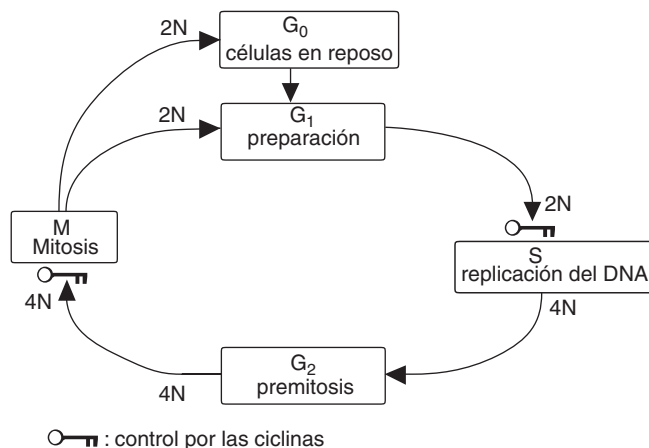 2N
G0
células en reposo
2N
G1
preparación
2N
M
Mitosis
S
replicación del DNA
4N
4N
G2
premitosis
4N
: control por las ciclinas